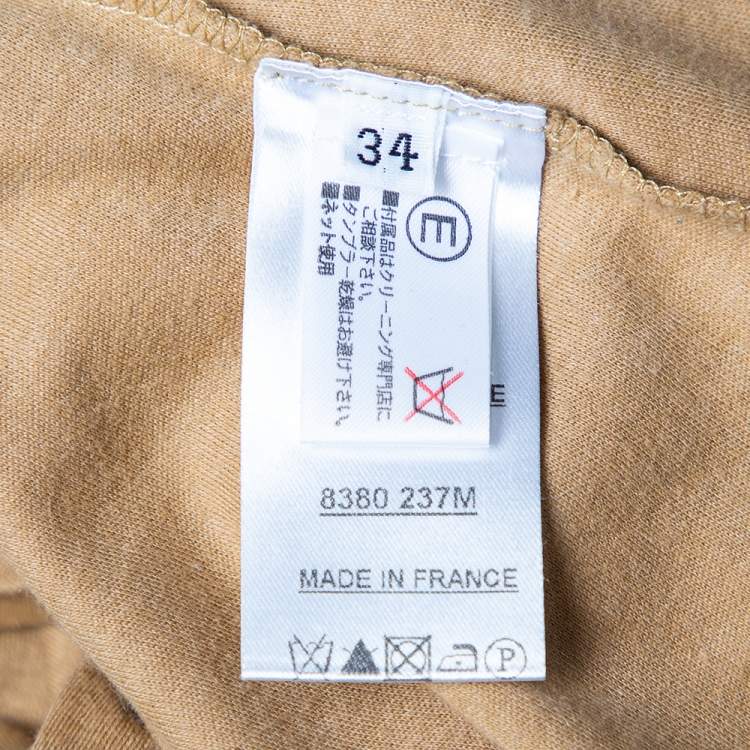 34
E
■付属品はクリーニング専門店に
ご相談下さい。
■タンブラー乾燥はお避け下さい。
■ネット使用
E
8380 237M
MADE IN FRANCE
P